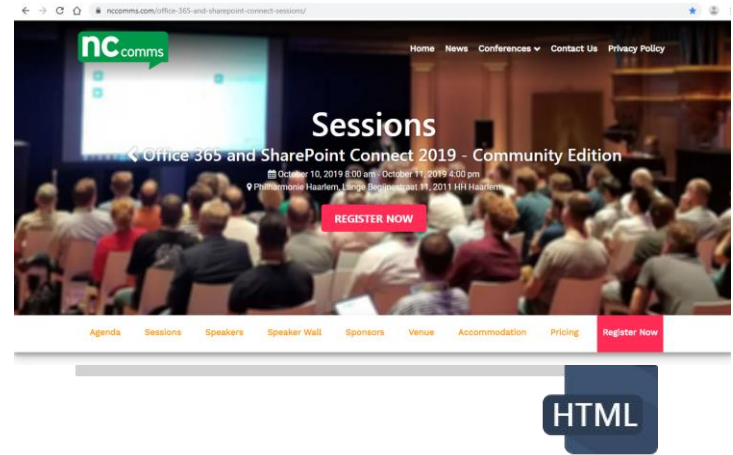 nccomms.com/office-365-and-sharepoint-connect-sessions/
nc comms
Home News Conferences Contact Us Privacy Policy
Sessions
Office 365 and SharePoint Connect 2019 - Community Edition
October 10, 2019 8:00 am - October 11, 2019 4:00 pm
Philharmonie Haarlem, Lange Begijnestraat 11, 2011 HH Haarlem
REGISTER NOW
Agenda Sessions Speakers Speaker Wall Sponsors Venue Accommodation Pricing Register Now
HTML